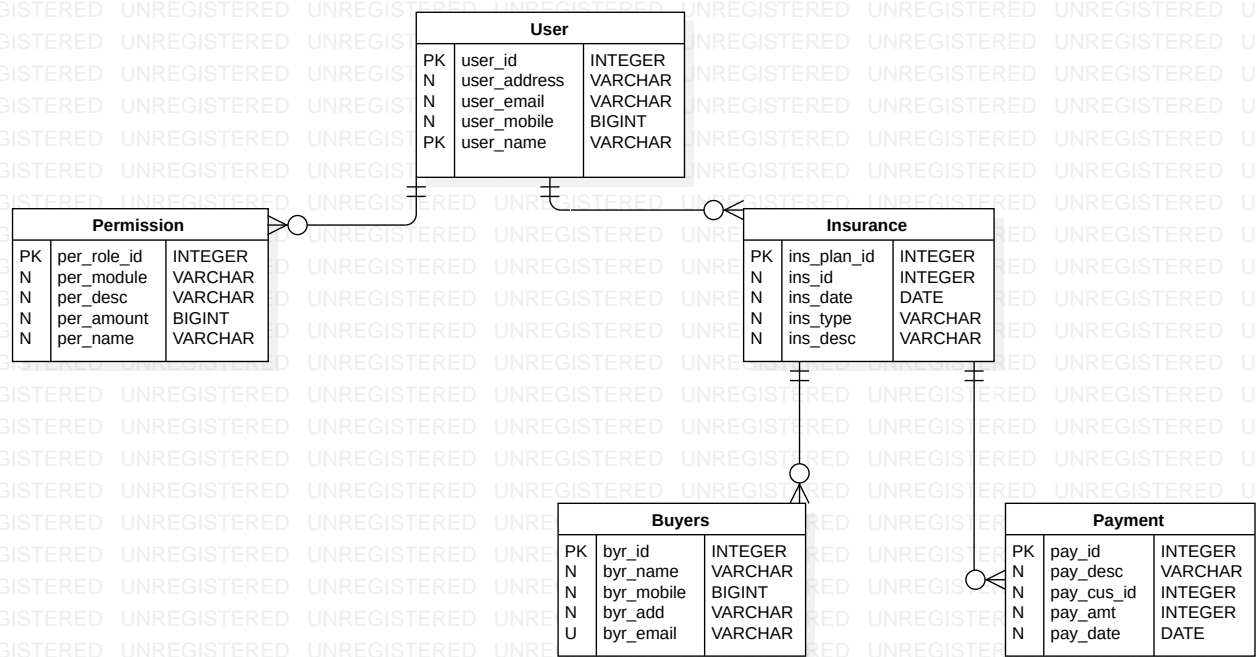 User
PK user_id INTEGER
N user_address VARCHAR
N user_email VARCHAR
N user_mobile BIGINT
PK user_name VARCHAR
Permission
PK per_role_id INTEGER
N per_module VARCHAR
N per_desc VARCHAR
N per_amount BIGINT
N per_name VARCHAR
Insurance
PK ins_plan_id INTEGER
N ins_id INTEGER
N ins_date DATE
N ins_type VARCHAR
N ins_desc VARCHAR
Buyers
PK byr_id INTEGER
N byr_name VARCHAR
N byr_mobile BIGINT
N byr_add VARCHAR
U byr_email VARCHAR
Payment
PK pay_id INTEGER
N pay_desc VARCHAR
N pay_cus_id INTEGER
N pay_amt INTEGER
N pay_date DATE
UNREGISTERED